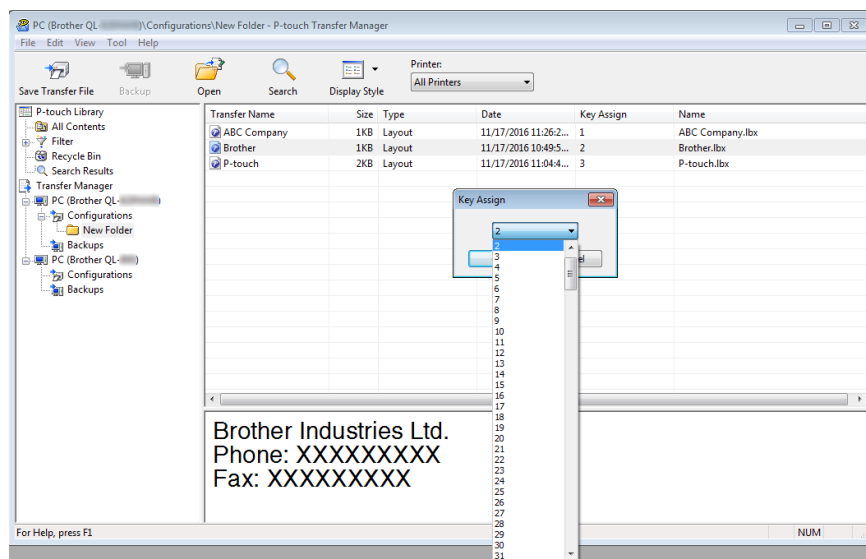 PC (Brother QL- )\Configurations\New Folder - P-touch Transfer Manager
File Edit View Tool Help
Save Transfer File Backup Open Search Display Style
Printer:
All Printers
P-touch Library
All Contents
Filter
Recycle Bin
Search Results
Transfer Manager
PC (Brother QL- )
Configurations
New Folder
Backups
PC (Brother QL- )
Configurations
Backups
Transfer Name Size Type Date Key Assign Name
ABC Company 1KB Layout 11/17/2016 11:26:2... 1 ABC Company.lbx
Brother 1KB Layout 11/17/2016 10:49:5... 2 Brother.lbx
P-touch 2KB Layout 11/17/2016 11:04:4... 3 P-touch.lbx
Key Assign
2
2
3
4
5
6
7
8
9
10
11
12
13
14
15
16
17
18
19
20
21
22
23
24
25
26
27
28
29
30
31
el
Brother Industries Ltd.
Phone: XXXXXXXXX
Fax: XXXXXXXXX
For Help, press F1
NUM